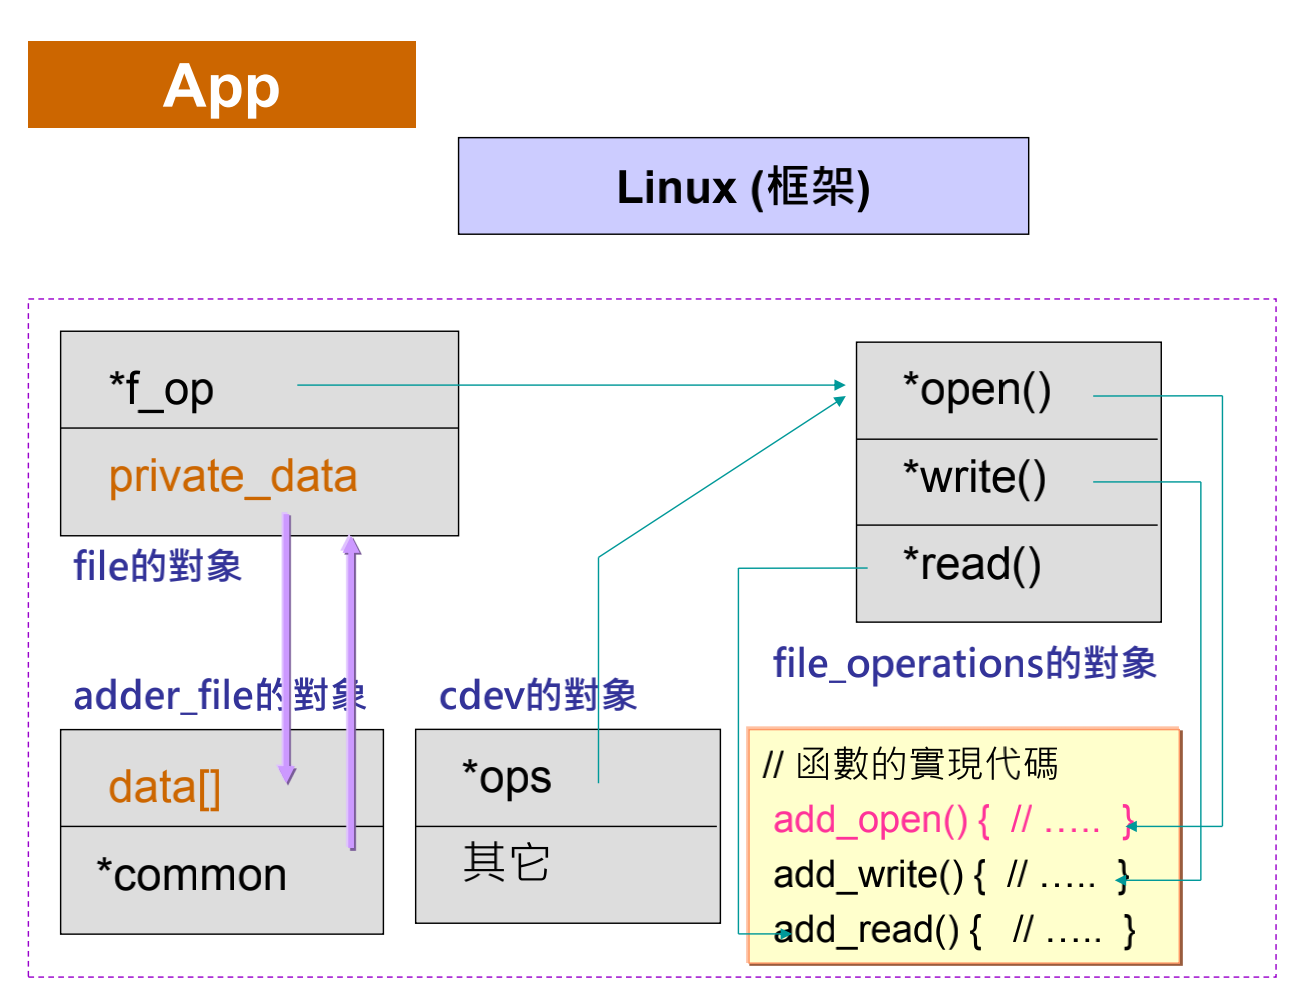 App
Linux (框架)
*f_op
private_data
file的對象
*open()
*write()
*read()
file_operations的對象
adder_file的對象
data[]
*common
cdev的對象
*ops
其它
// 函數的實現代碼
add_open() {  // …..  }
add_write() {  // …..  }
add_read() {   // …..  }